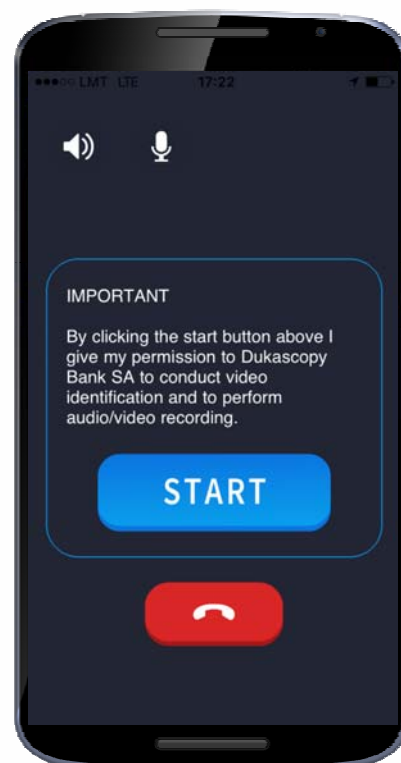 LMT LTE 17:22
IMPORTANT
By clicking the start button above I
give my permission to Dukascopy
Bank SA to conduct video
identification and to perform
audio/video recording.
START